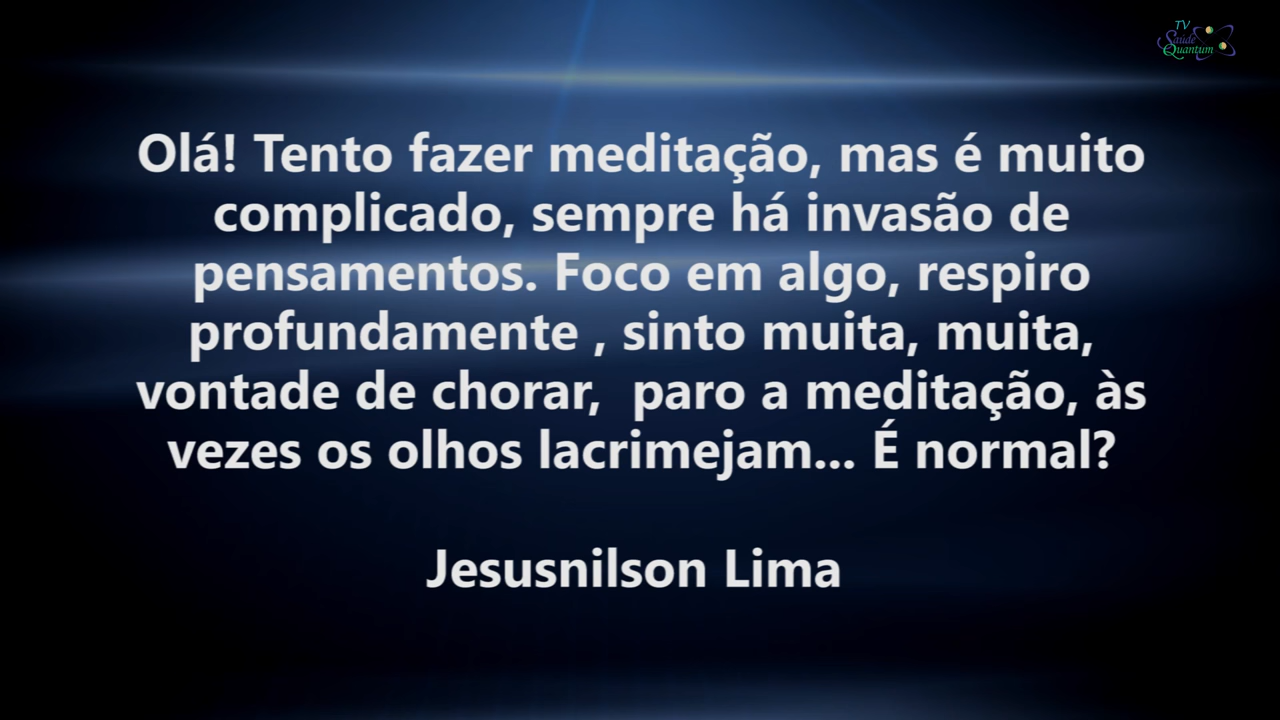 TV
Saúde
Quantum
Olá! Tento fazer meditação, mas é muito
complicado, sempre há invasão de
pensamentos. Foco em algo, respiro
profundamente , sinto muita, muita,
vontade de chorar,  paro a meditação, às
vezes os olhos lacrimejam... É normal?
Jesusnilson Lima